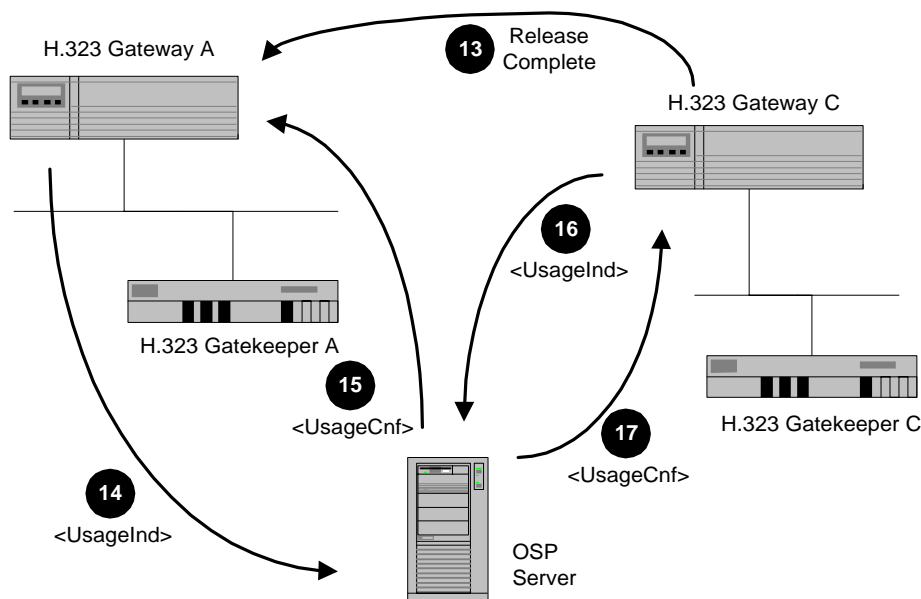 H.323 Gateway A
13
Release
Complete
H.323 Gateway C
16
<UsageInd>
H.323 Gatekeeper A
15
<UsageCnf>
17
<UsageCnf>
H.323 Gatekeeper C
14
<UsageInd>
OSP
Server